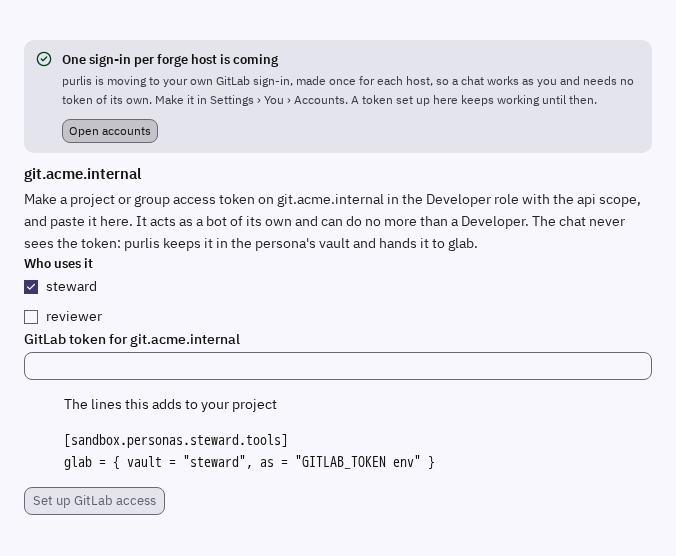 One sign-in per forge host is coming
purlis is moving to your own GitLab sign-in, made once for each host, so a chat works as you and needs no
token of its own. Make it in Settings › You › Accounts. A token set up here keeps working until then.
Open accounts
git.acme.internal
Make a project or group access token on git.acme.internal in the Developer role with the api scope,
and paste it here. It acts as a bot of its own and can do no more than a Developer. The chat never
sees the token: purlis keeps it in the persona's vault and hands it to glab.
Who uses it
steward
reviewer
GitLab token for git.acme.internal
The lines this adds to your project
[sandbox.personas.steward.tools]
glab = { vault = "steward", as = "GITLAB_TOKEN env" }
Set up GitLab access